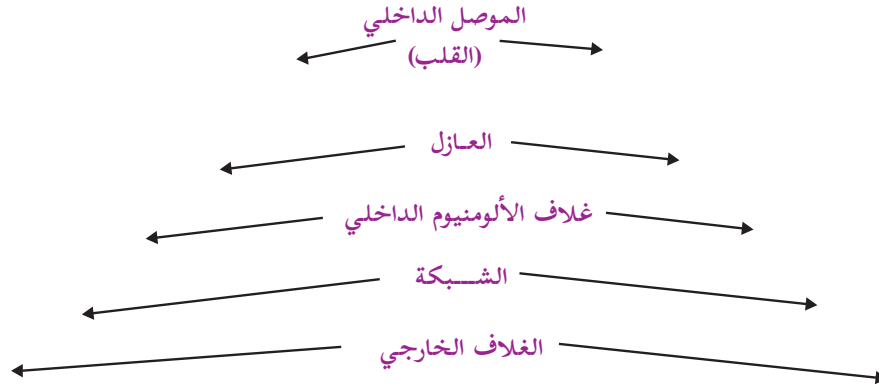 الموصل الداخلي
(القلب)
العـازل
غلاف الألومنيوم الداخلي
الشـــبكة
الغلاف الخارجي